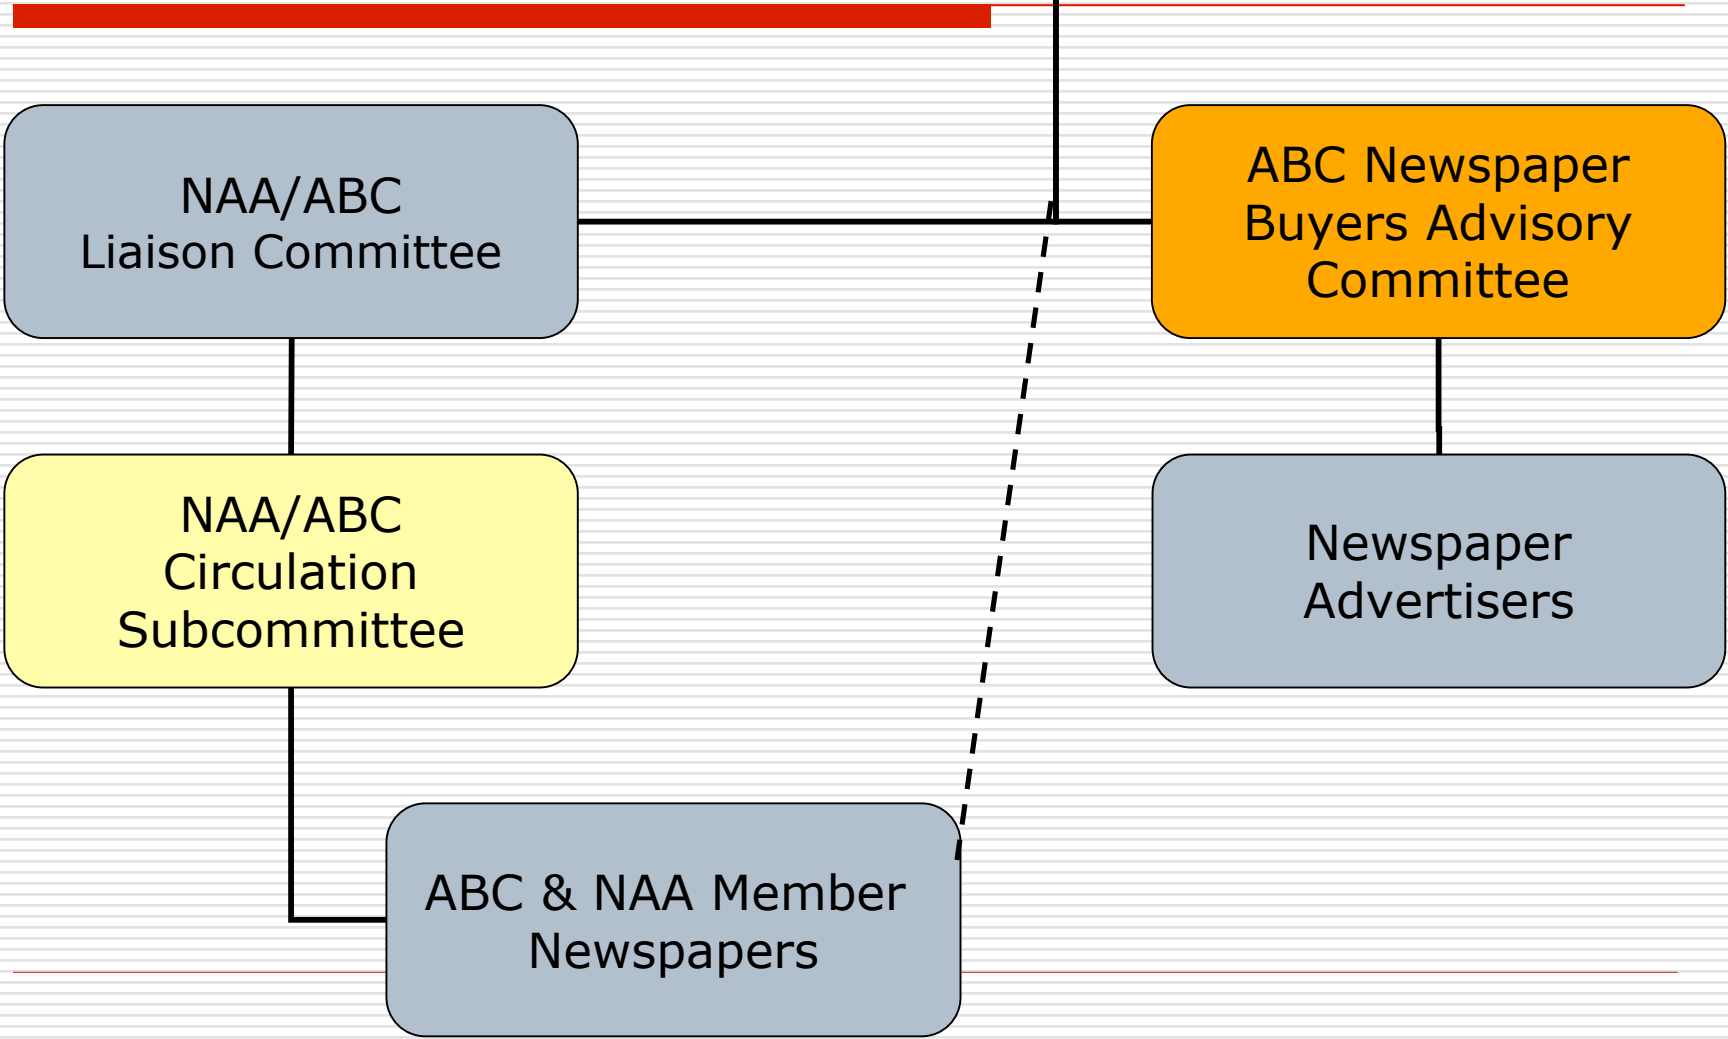 NAA/ABC
Liaison Committee
ABC Newspaper
Buyers Advisory
Committee
NAA/ABC
Circulation
Subcommittee
Newspaper
Advertisers
ABC & NAA Member
Newspapers